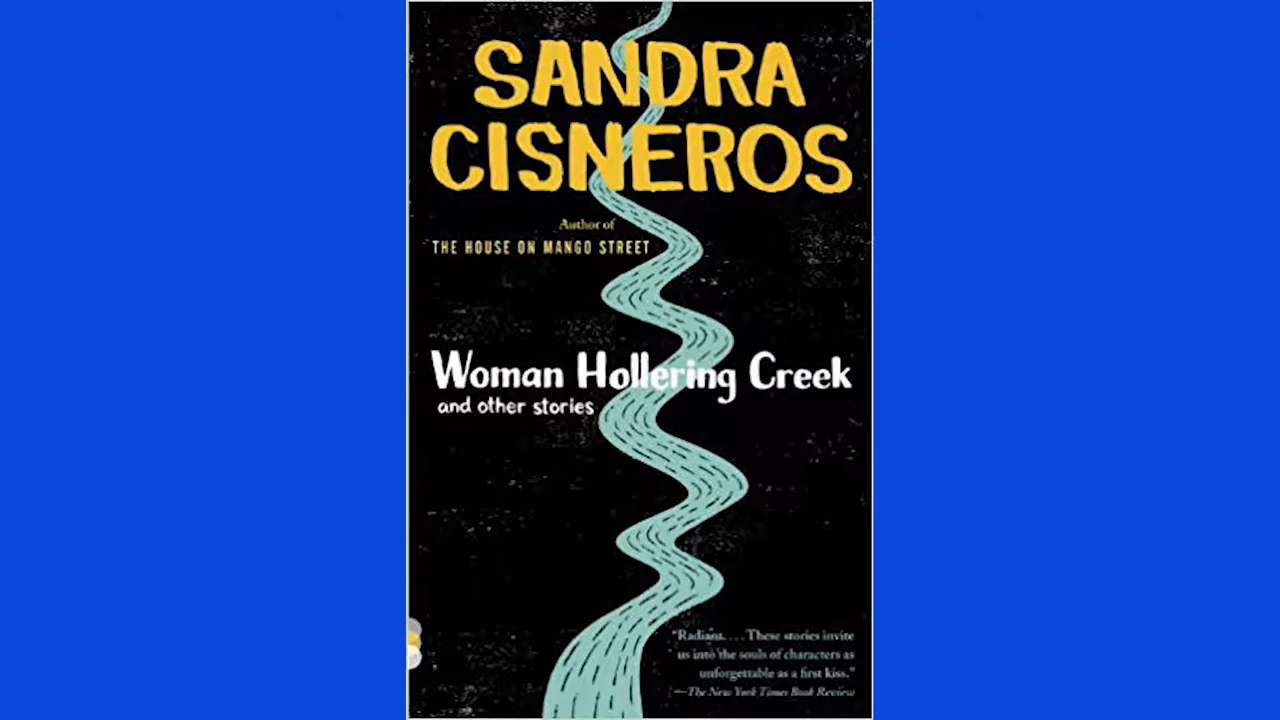 SANDRA
CISNEROS
Author of
THE HOUSE ON MANGO STREET
Woman Hollering Creek
and other stories
"Radiant. . . . These stories invite
us into the souls of characters as
unforgettable as a first kiss."
—The New York Times Book Review